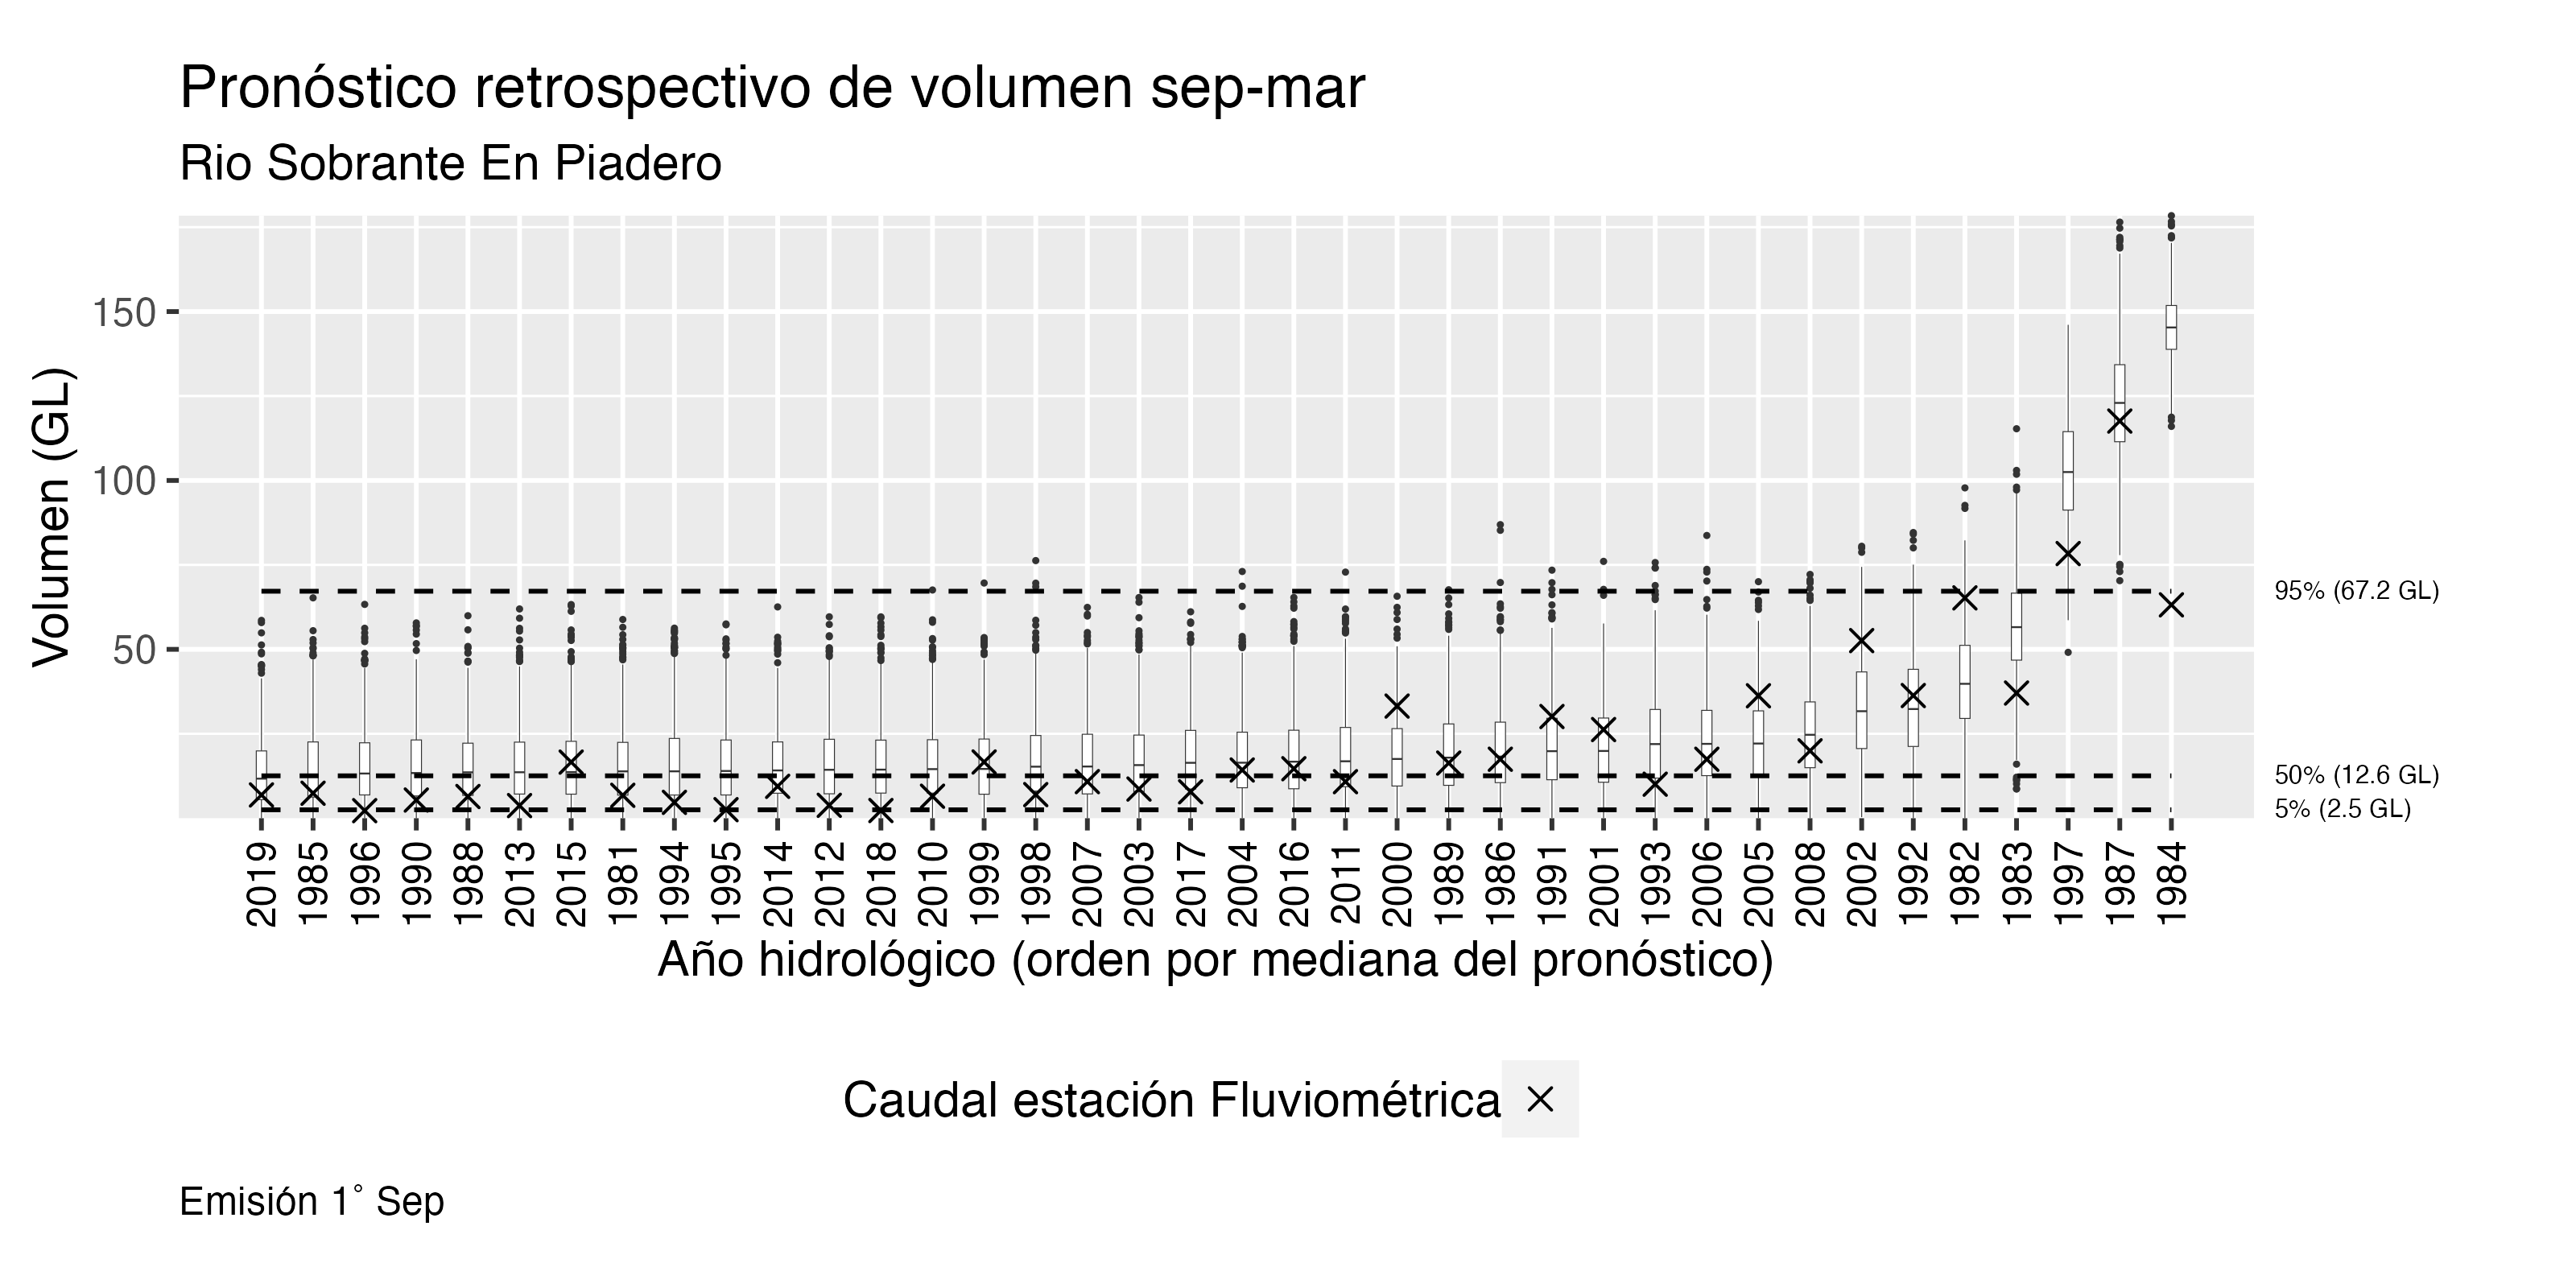 Pronóstico retrospectivo de volumen sep-mar
Rio Sobrante En Piadero
Volumen (GL)
150
100
50
95% (67.2 GL)
50% (12.6 GL)
5% (2.5 GL)
2019 1985 1996 1990 1988 2013 2015 1981 1994 1995 2014 2012 2018 2010 1999 1998 2007 2003 2017 2004 2016 2011 2000 1989 1986 1991 2001 1993 2006 2005 2008 2002 1992 1982 1983 1997 1987 1984
Año hidrológico (orden por mediana del pronóstico)
Caudal estación Fluviométrica
Emisión 1° Sep